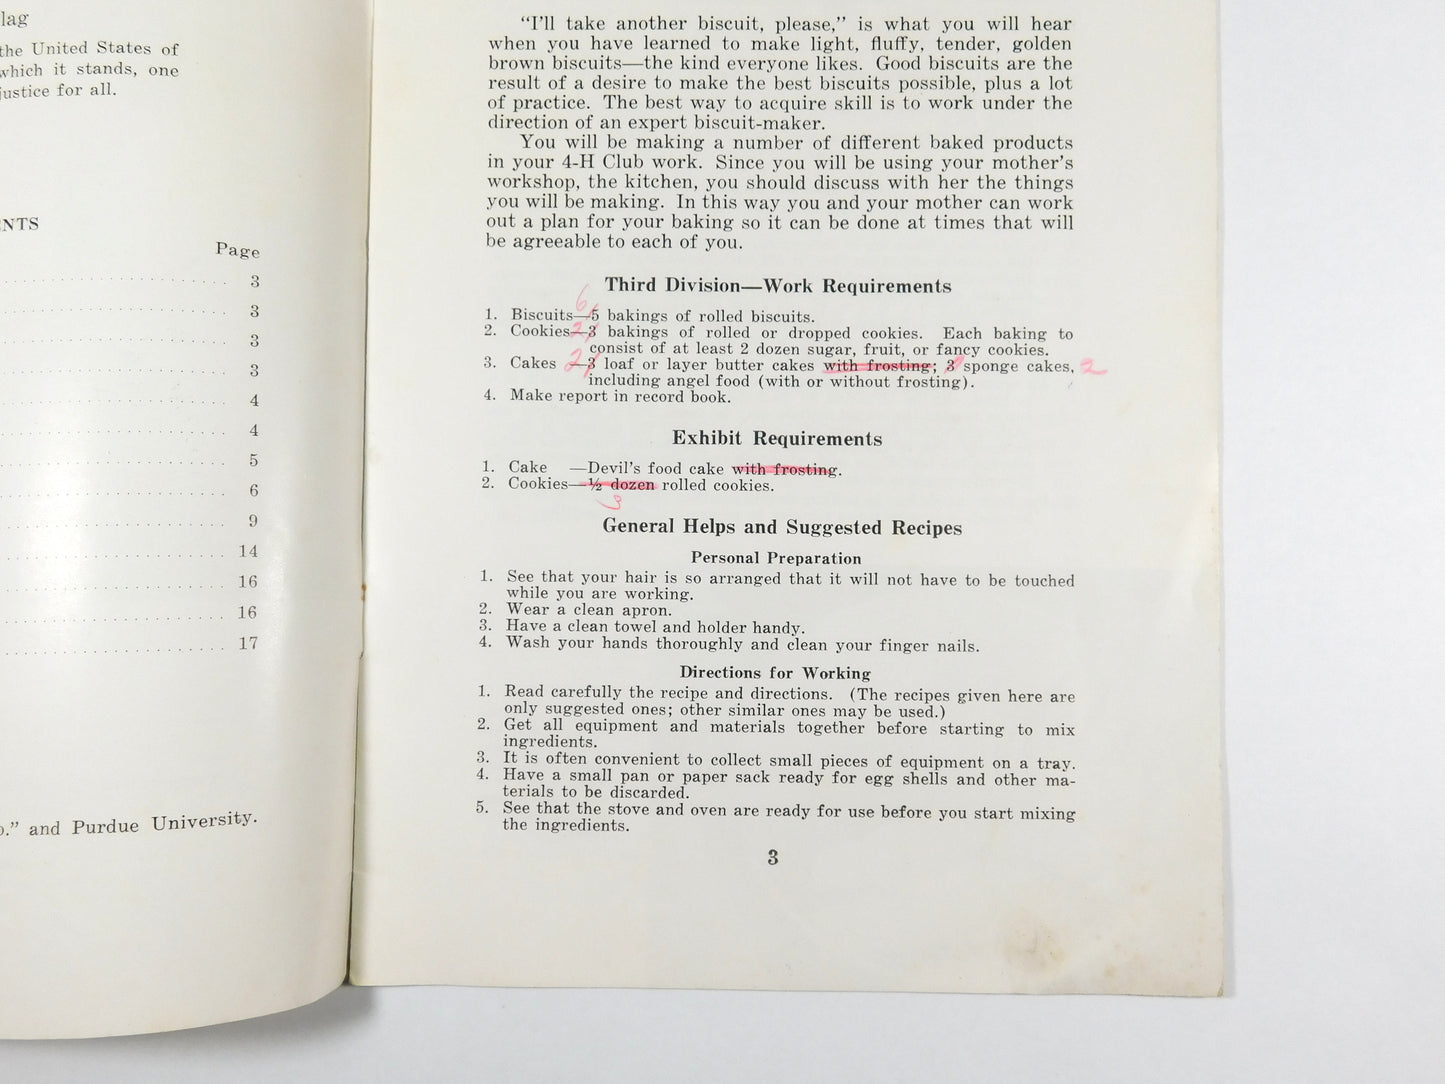 lag
the United States of
which it stands, one
justice for all.
ENTS
Page
3
3
3
3
4
4
5
6
9
14
16
16
17
o." and Purdue University.
"I'll take another biscuit, please," is what you will hear
when you have learned to make light, fluffy, tender, golden
brown biscuits—the kind everyone likes. Good biscuits are the
result of a desire to make the best biscuits possible, plus a lot
of practice. The best way to acquire skill is to work under the
direction of an expert biscuit-maker.
You will be making a number of different baked products
in your 4-H Club work. Since you will be using your mother's
workshop, the kitchen, you should discuss with her the things
you will be making. In this way you and your mother can work
out a plan for your baking so it can be done at times that will
be agreeable to each of you.
Third Division—Work Requirements
6
1. Biscuits—5 bakings of rolled biscuits.
2. Cookies—2 3 bakings of rolled or dropped cookies. Each baking to
consist of at least 2 dozen sugar, fruit, or fancy cookies.
3. Cakes 2 —3 loaf or layer butter cakes with frosting; 3 sponge cakes, 2
including angel food (with or without frosting).
4. Make report in record book.
Exhibit Requirements
1. Cake —Devil's food cake with frosting.
2. Cookies—½ dozen rolled cookies.
3
General Helps and Suggested Recipes
Personal Preparation
1. See that your hair is so arranged that it will not have to be touched
while you are working.
2. Wear a clean apron.
3. Have a clean towel and holder handy.
4. Wash your hands thoroughly and clean your finger nails.
Directions for Working
1. Read carefully the recipe and directions. (The recipes given here are
only suggested ones; other similar ones may be used.)
2. Get all equipment and materials together before starting to mix
ingredients.
3. It is often convenient to collect small pieces of equipment on a tray.
4. Have a small pan or paper sack ready for egg shells and other ma-
terials to be discarded.
5. See that the stove and oven are ready for use before you start mixing
the ingredients.
3